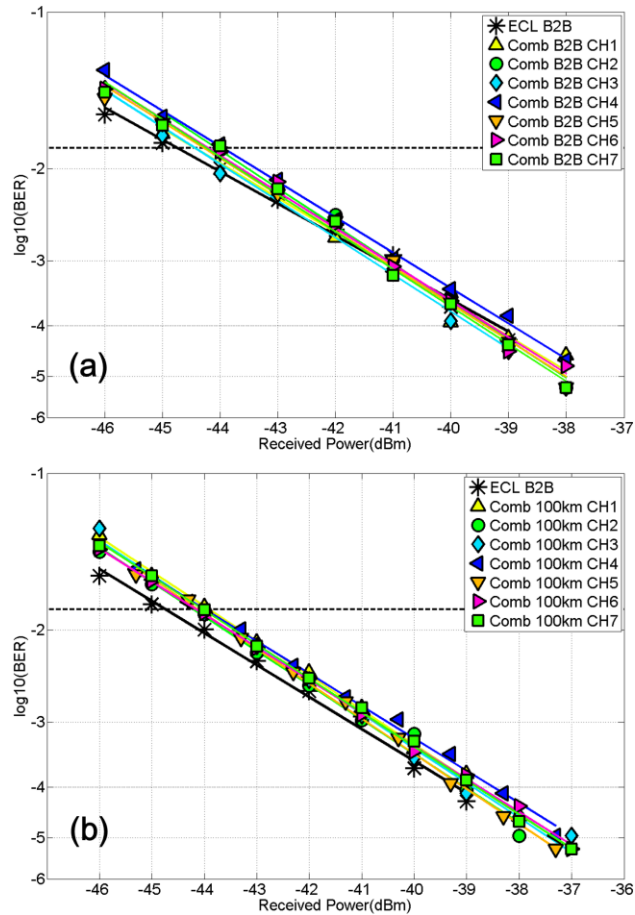 -1
-2
-3
-4
-5
-6
log10(BER)
(a)
ECL B2B
Comb B2B CH1
Comb B2B CH2
Comb B2B CH3
Comb B2B CH4
Comb B2B CH5
Comb B2B CH6
Comb B2B CH7
-46 -45 -44 -43 -42 -41 -40 -39 -38 -37
Received Power(dBm)
-1
-2
-3
-4
-5
-6
log10(BER)
(b)
ECL B2B
Comb 100km CH1
Comb 100km CH2
Comb 100km CH3
Comb 100km CH4
Comb 100km CH5
Comb 100km CH6
Comb 100km CH7
-46 -45 -44 -43 -42 -41 -40 -39 -38 -37 -36
Received Power(dBm)